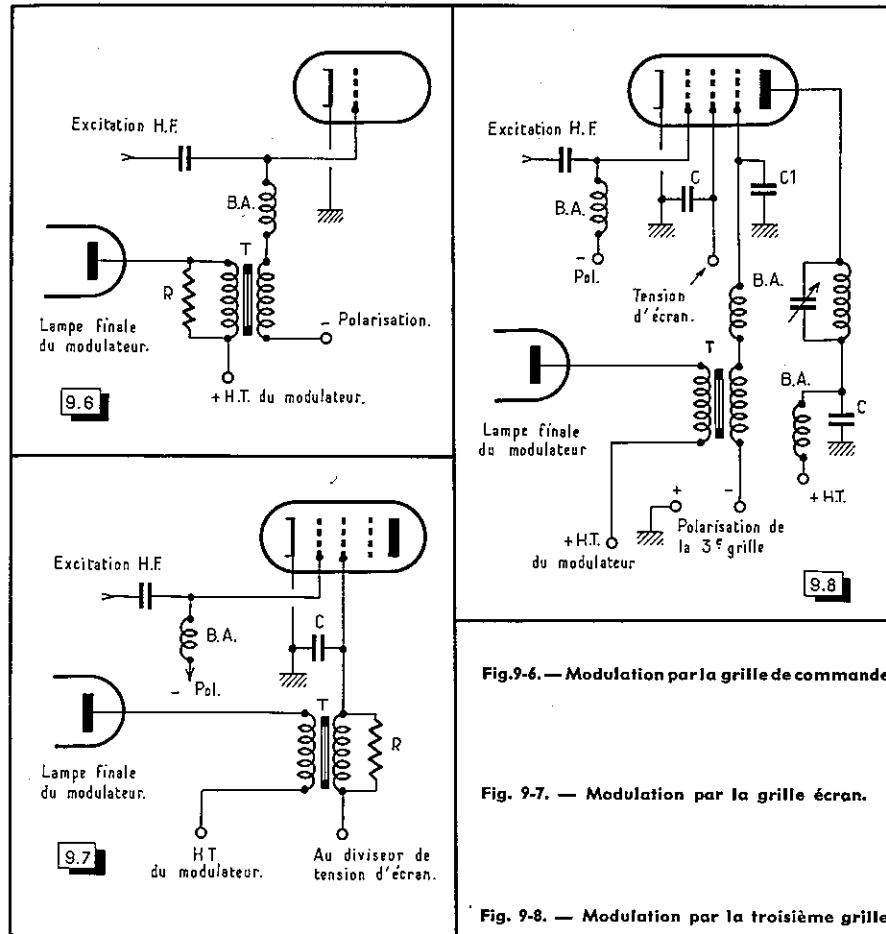 Excitation H.F.
B.A.
T
R
Lampe finale
du modulateur.
- Polarisation.
+ H.T. du modulateur.
9.6
Excitation H.F.
B.A.
- Pol.
C
C1
Tension
d'écran.
B.A.
T
B.A.
C
+ H.T.
Lampe finale
du modulateur
+ -
+ H.T.
du modulateur
Polarisation de
la 3e grille
9.8
Excitation H.F.
B.A.
- Pol.
C
T
R
Lampe finale
du modulateur.
HT
du modulateur.
Au diviseur de
tension d'écran.
9.7
Fig.9-6. — Modulation par la grille de commande
Fig. 9-7. — Modulation par la grille écran.
Fig. 9-8. — Modulation par la troisième grille